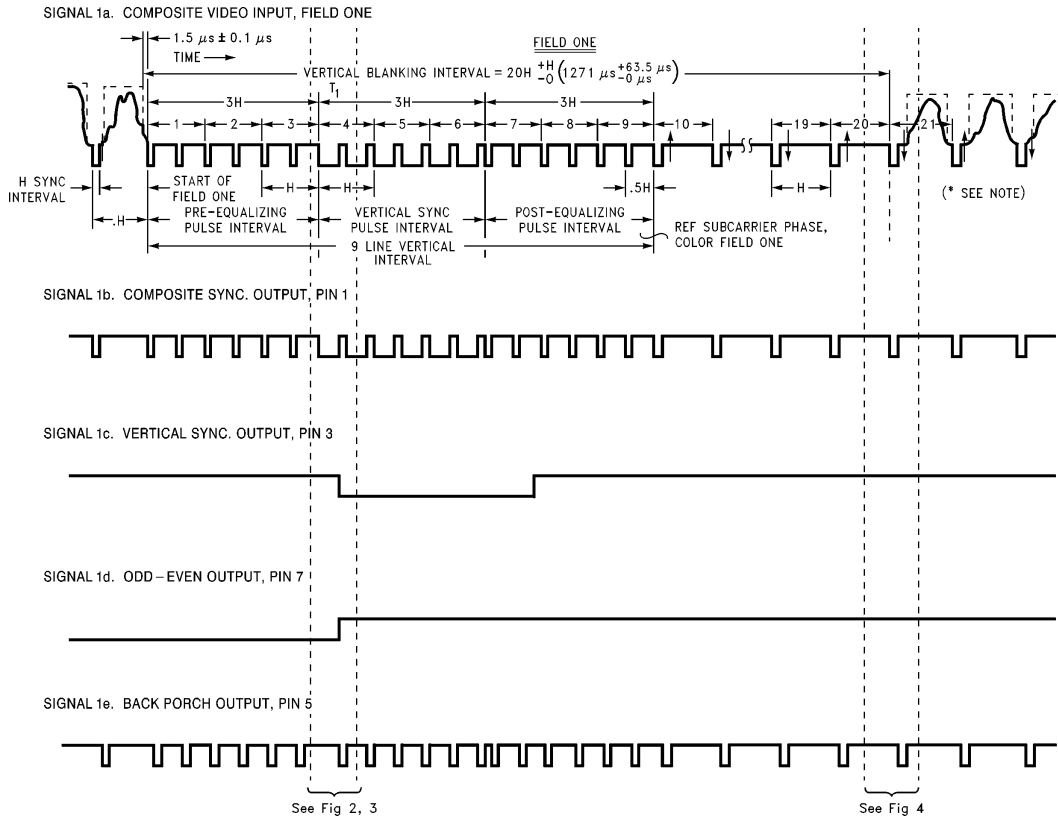 SIGNAL 1a. COMPOSITE VIDEO INPUT, FIELD ONE
1.5 µs ± 0.1 µs
TIME
FIELD ONE
VERTICAL BLANKING INTERVAL = 20H +H -0 (1271 µs +63.5 µs -0 µs)
T1
3H 3H 3H
1 2 3 4 5 6 7 8 9 10 19 20 21
H SYNC INTERVAL
START OF FIELD ONE
H H .5H H
(* SEE NOTE)
.H
PRE-EQUALIZING PULSE INTERVAL
VERTICAL SYNC PULSE INTERVAL
POST-EQUALIZING PULSE INTERVAL
REF SUBCARRIER PHASE, COLOR FIELD ONE
9 LINE VERTICAL INTERVAL
SIGNAL 1b. COMPOSITE SYNC. OUTPUT, PIN 1
SIGNAL 1c. VERTICAL SYNC. OUTPUT, PIN 3
SIGNAL 1d. ODD–EVEN OUTPUT, PIN 7
SIGNAL 1e. BACK PORCH OUTPUT, PIN 5
See Fig 2, 3
See Fig 4